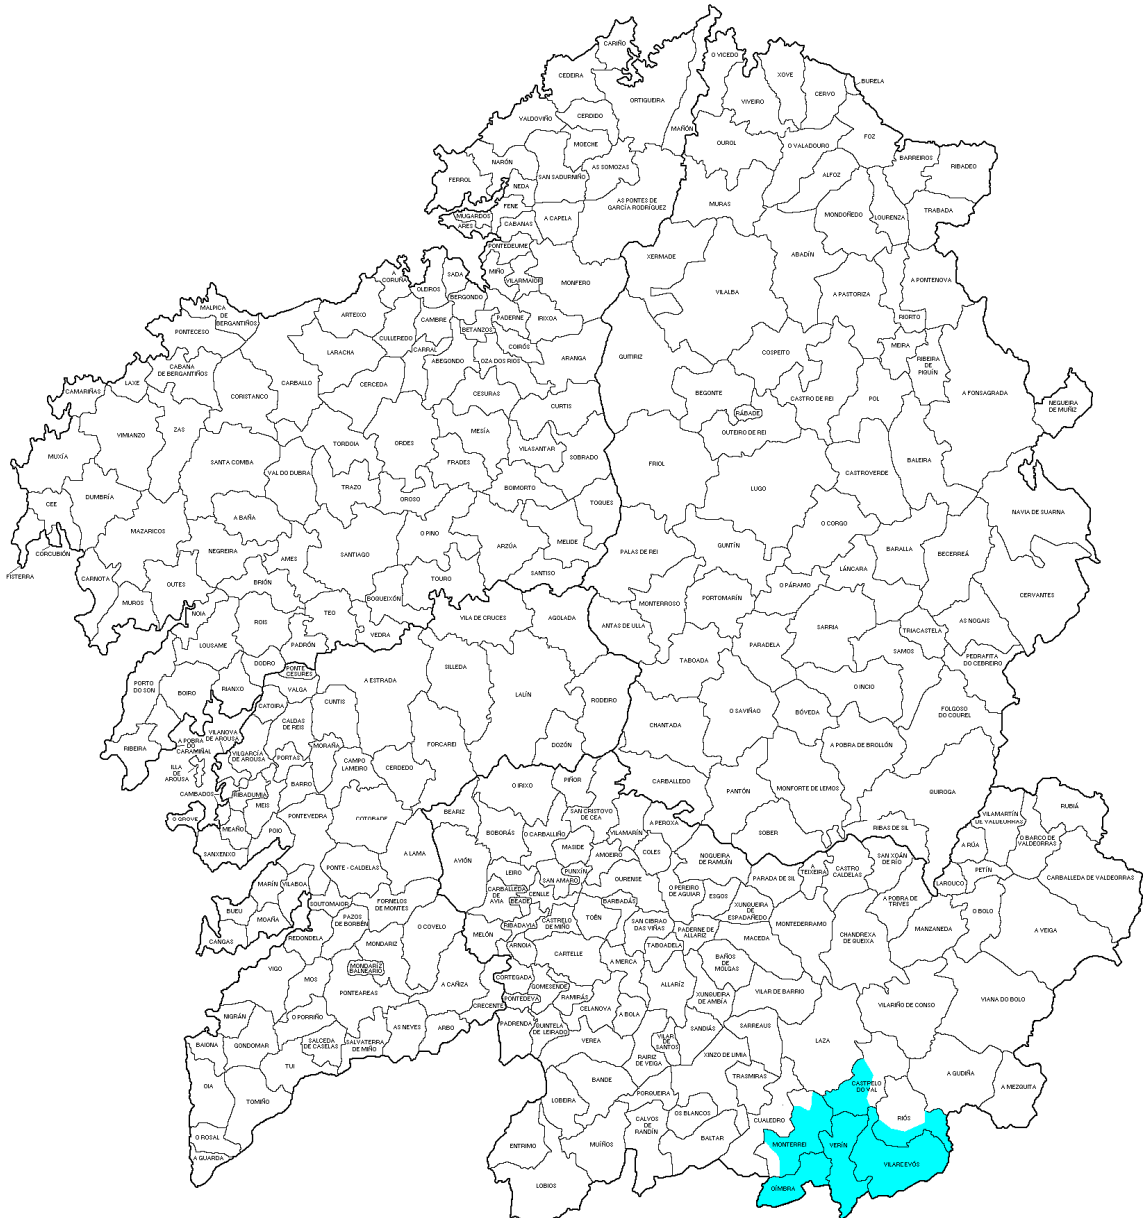 CARIÑO
O VICEDO
CEDEIRA
XOVE
BURELA
ORTIGUEIRA
VIVEIRO
CERVO
VALDOVIÑO
CERDIDO
MAÑÓN
FOZ
MOECHE
OUROL
O VALADOURO
NARÓN
AS SOMOZAS
BARREIROS
RIBADEO
FERROL
SAN SADURNIÑO
ALFOZ
NEDA
AS PONTES DE
GARCÍA RODRÍGUEZ
MURAS
FENE
MONDOÑEDO
LOURENZA
TRABADA
MUGARDOS
A CAPELA
ARES
CABANAS
PONTEDEUME
XERMADE
ABADÍN
MIÑO
VILARMAIOR
MONFERO
A
CORUÑA
SADA
OLEIROS
BERGONDO
VILALBA
A PASTORIZA
A PONTENOVA
MALPICA
DE
BERGANTIÑOS
ARTEIXO
CAMBRE
PADERNE
IRIXOA
RIORTO
PONTECESO
CULLEREDO
BETANZOS
LARACHA
CARRAL
COIRÓS
MEIRA
ABEGONDO
OZA DOS RIOS
ARANGA
GUITIRIZ
COSPEITO
RIBEIRA
DE
PIQUÍN
CABANA
DE BERGANTIÑOS
LAXE
CARBALLO
CERCEDA
CAMARIÑAS
CORISTANCO
CESURAS
BEGONTE
CASTRO DE REI
POL
A FONSAGRADA
NEGUEIRA
DE MUÑIZ
CURTIS
RÁBADE
VIMIANZO
ZAS
MESÍA
OUTEIRO DE REI
TORDOIA
ORDES
MUXÍA
VILASANTAR
SOBRADO
SANTA COMBA
FRADES
FRIOL
BALEIRA
VAL DO DUBRA
CASTROVERDE
TRAZO
BOIMORTO
LUGO
DUMBRÍA
OROSO
CEE
TOQUES
NAVIA DE SUARNA
A BAÑA
O CORGO
MAZARICOS
O PINO
ARZÚA
MELIDE
GUNTÍN
BARALLA
BECERREÁ
CORCUBIÓN
NEGREIRA
SANTIAGO
PALAS DE REI
AMES
LÁNCARA
FISTERRA
CARNOTA
OUTES
BRIÓN
TOURO
SANTISO
O PÁRAMO
BOQUEIXÓN
PORTOMARÍN
CERVANTES
MUROS
MONTERROSO
NOIA
ROIS
TEO
VILA DE CRUCES
AGOLADA
ANTAS DE ULLA
SARRIA
AS NOGAIS
VEDRA
TRIACASTELA
LOUSAME
PADRÓN
PARADELA
SAMOS
DODRO
TABOADA
PEDRAFITA
DO CEBREIRO
PONTE
CESURES
SILLEDA
A ESTRADA
PORTO
DO SON
BOIRO
RIANXO
VALGA
LALÍN
RODEIRO
O INCIO
CATOIRA
CUNTIS
O SAVIÑAO
BÓVEDA
FOLGOSO
DO COUREL
CALDAS
DE REIS
CHANTADA
VILANOVA
DE AROUSA
A POBRA
DO
CARAMIÑAL
MORAÑA
FORCAREI
DOZÓN
A POBRA DE BROLLÓN
RIBEIRA
VILGARCÍA
DE AROUSA
PORTAS
CAMPO
LAMEIRO
CERDEDO
ILLA
DE
AROUSA
CARBALLEDO
PIÑOR
BARRO
O IRIXO
PANTÓN
MONFORTE DE LEMOS
QUIROGA
CAMBADOS
RIBADUMIA
RUBIÁ
MEIS
SAN CRISTOVO
DE CEA
VILAMARTÍN
DE VALDEORRAS
O GROVE
PONTEVEDRA
COTOBADE
BEARIZ
A PEROXA
MEAÑO
POIO
BOBORÁS
O CARBALLIÑO
VILAMARÍN
SOBER
RIBAS DE SIL
O BARCO DE
VALDEORRAS
SANXENXO
A LAMA
AVIÓN
MASIDE
AMOEIRO
COLES
NOGUEIRA
DE RAMUÍN
SAN XOÁN
DE RÍO
A RÚA
PONTE - CALDELAS
LEIRO
PUNXÍN
A
TEIXEIRA
CASTRO
CALDELAS
PETÍN
SAN AMARO
OURENSE
PARADA DE SIL
CARBALLEDA DE VALDEORRAS
MARÍN
VILABOA
CARBALLEDA
DE
AVIA
CENLLE
O PEREIRO
DE AGUIAR
ESGOS
LAROUCO
FORNELOS
DE MONTES
BEADE
BARBADÁS
XUNQUEIRA
DE
ESPADAÑEDO
A POBRA DE
TRIVES
SOUTOMAIOR
BUEU
MOAÑA
PAZOS
DE BORBÉN
CASTRELO
DE MIÑO
TOÉN
SAN CIBRAO
DAS VIÑAS
MONTEDERRAMO
O BOLO
RIBADAVIA
PADERNE DE
ALLARIZ
MANZANEDA
O COVELO
MELÓN
CHANDREXA
DE QUEIXA
A VEIGA
CANGAS
REDONDELA
MONDARIZ
ARNOIA
TABOADELA
MACEDA
CARTELLE
VIGO
MONDARIZ
BALNEARIO
A MERCA
BAÑOS
DE
MOLGAS
MOS
CORTEGADA
A CAÑIZA
GOMESENDE
ALLARÍZ
PONTEAREAS
PONTEDEVA
RAMIRÁS
XUNQUEIRA
DE
AMBÍA
VILAR DE BARRIO
VIANA DO BOLO
CRECENTE
CELANOVA
VILARIÑO DE CONSO
NIGRÁN
O PORRIÑO
A BOLA
PADRENDA
QUINTELA
DE LEIRADO
SANDIÁS
SARREAUS
AS NEVES
ARBO
VILAR
DE
SANTOS
VEREA
LAZA
BAIONA
GONDOMAR
SALCEDA
DE CASELAS
SALVATERRA
DE MIÑO
XINZO DE LIMIA
RAIRIZ
DE VEIGA
TUI
A GUDIÑA
OIA
BANDE
TRASMIRAS
CASTRELO
DO VAL
A MEZQUITA
PORQUEIRA
TOMIÑO
LOBEIRA
OS BLANCOS
CUALEDRO
RIÓS
CALVOS
DE
RANDÍN
O ROSAL
ENTRIMO
MUÍÑOS
BALTAR
MONTERREI
VERÍN
A GUARDA
VILARDEVÓS
LOBIOS
OÍMBRA